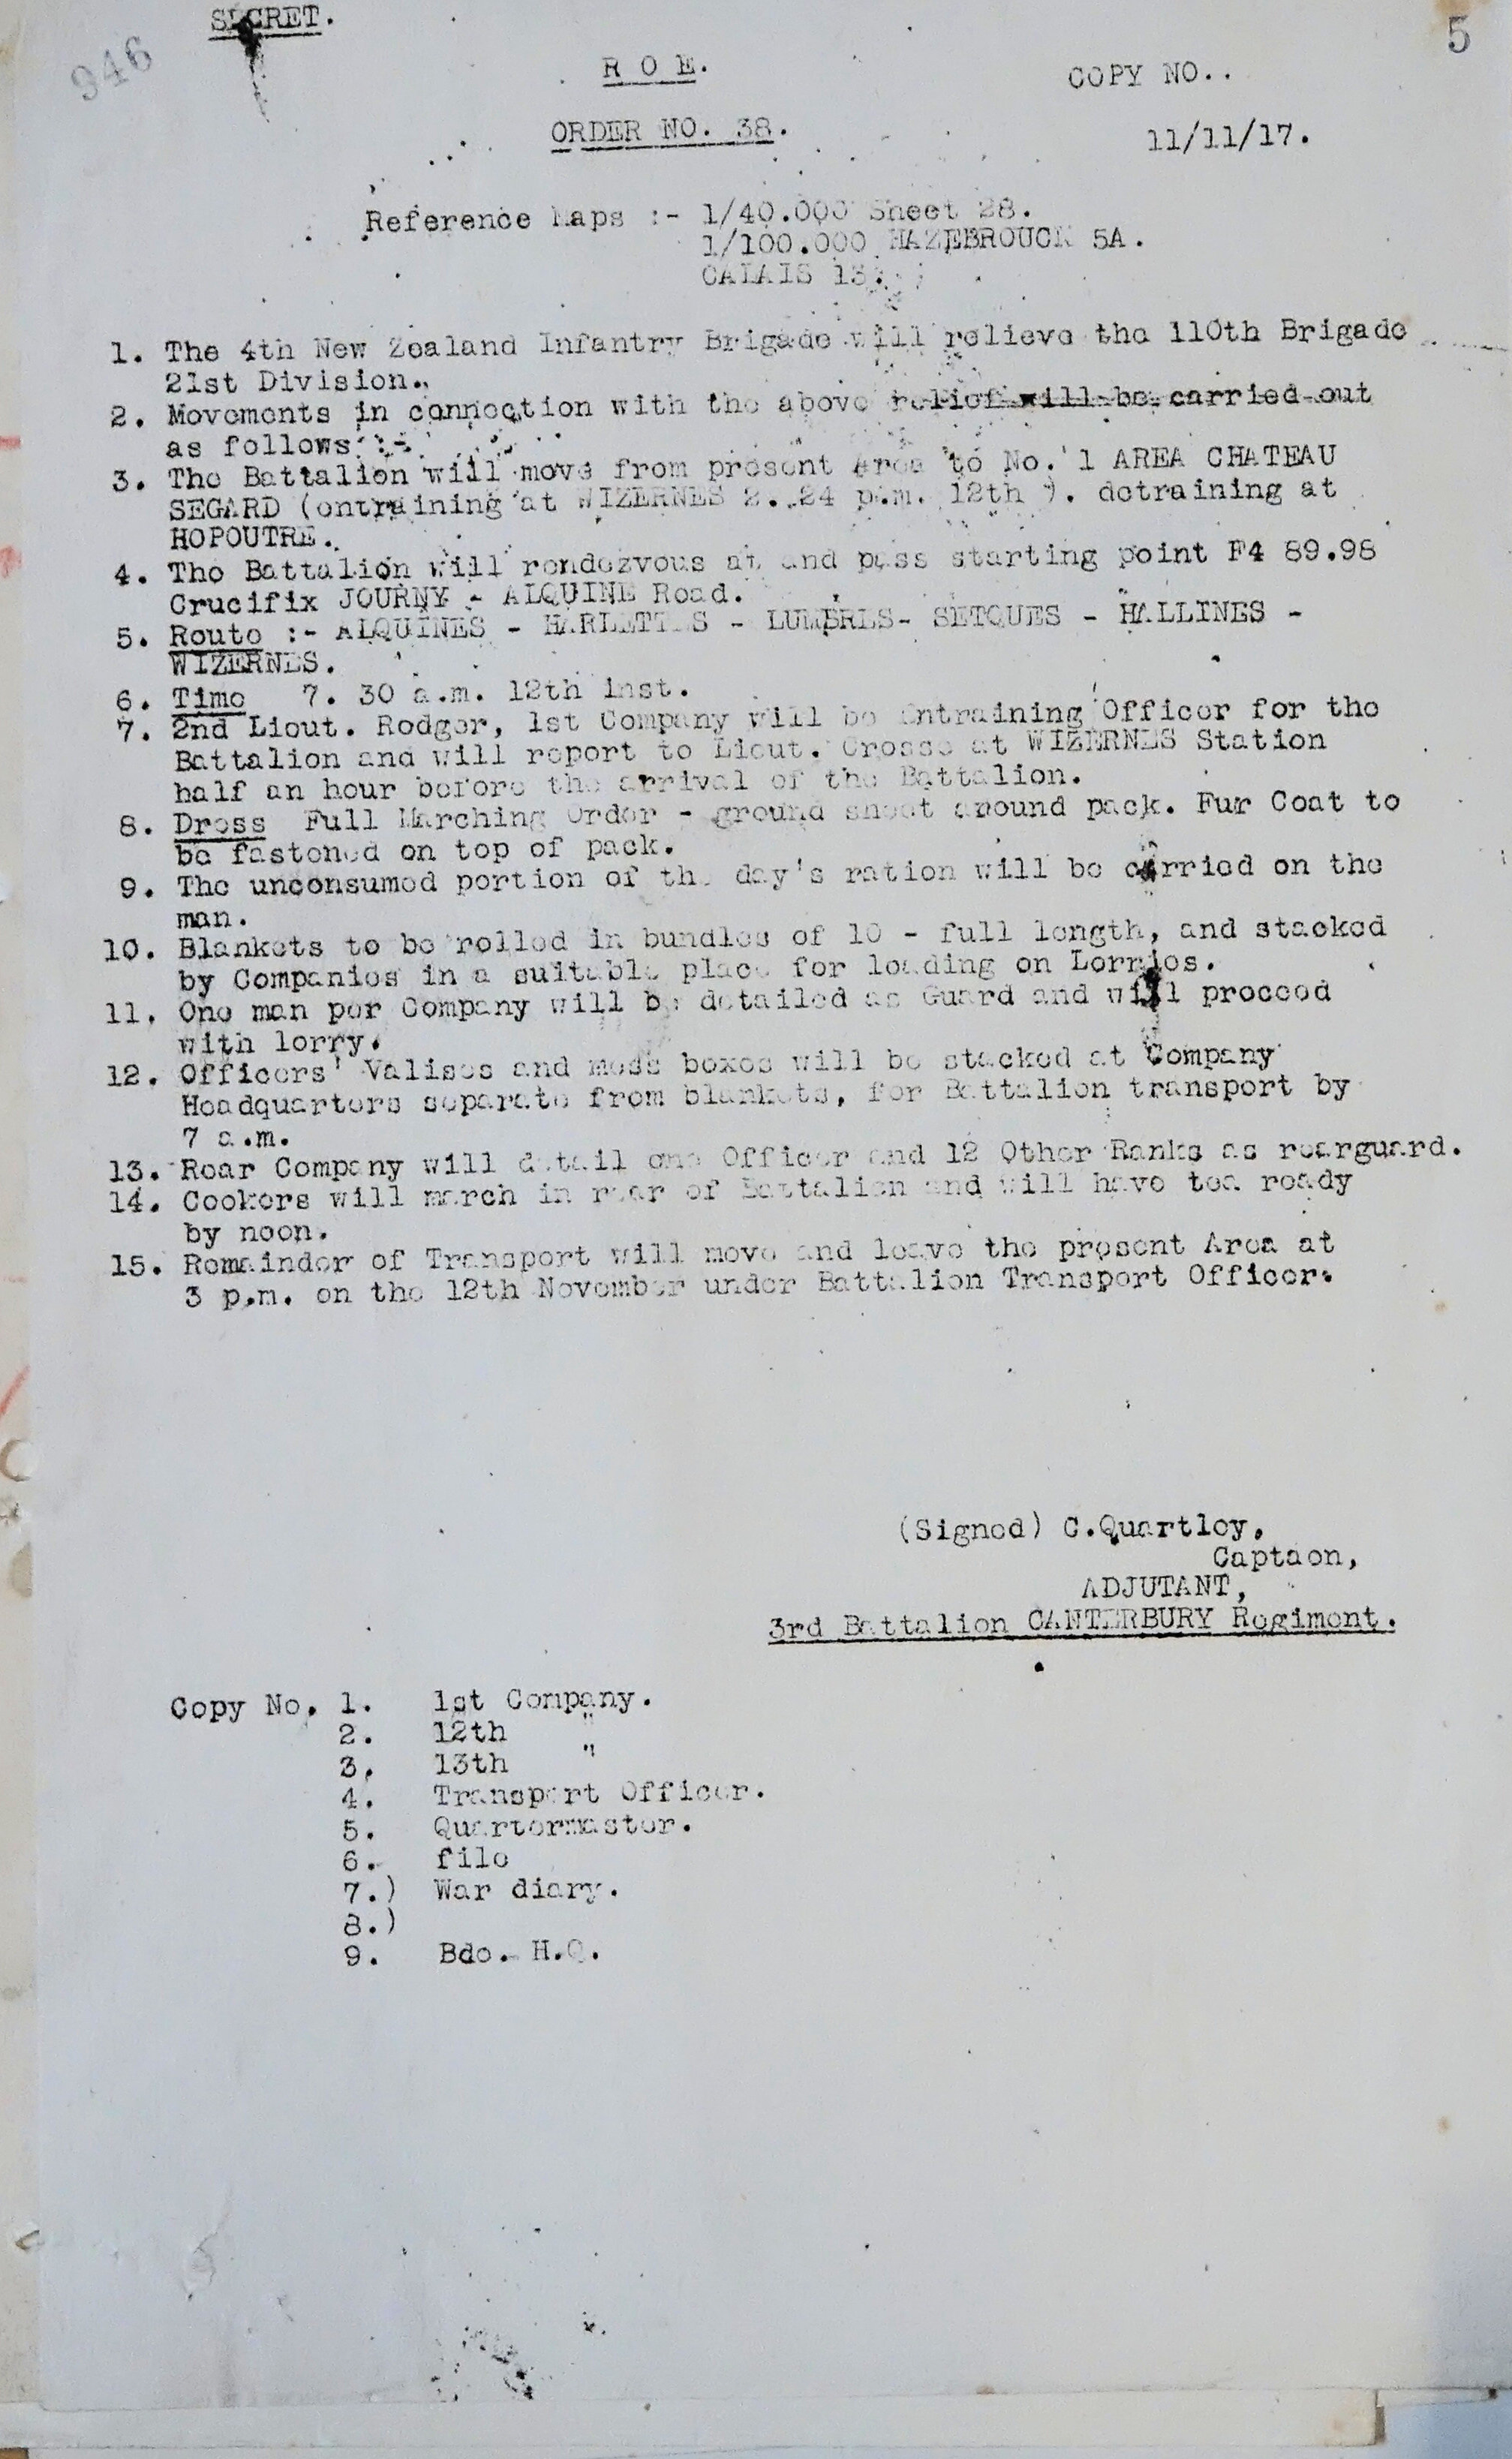 SECRET.
946
5
R O E.
COPY NO..
ORDER NO. 38.
11/11/17.
Reference Maps :- 1/40.000 Sheet 28.
1/100.000 HAZEBROUCK 5A.
CALAIS 13.
1. The 4th New Zealand Infantry Brigade will relieve the 110th Brigade
21st Division.
2. Movements in connection with the above relief will be carried out
as follows :-
3. The Battalion will move from present Area to No. 1 AREA CHATEAU
SEGARD (entraining at WIZERNES 2. 24 p.m. 12th ). detraining at
HOPOUTRE.
4. The Battalion will rendezvous at and pass starting point F4 89.98
Crucifix JOURNY - ALQUINE Road.
5. Route :- ALQUINES - HARLETTES - LUMBRES- SETQUES - HALLINES -
WIZERNES.
6. Time 7. 30 a.m. 12th inst.
7. 2nd Lieut. Rodger, 1st Company will be Entraining Officer for the
Battalion and will report to Lieut. Crosse at WIZERNES Station
half an hour before the arrival of the Battalion.
8. Dress Full Marching Order - ground sheet around pack. Fur Coat to
be fastened on top of pack.
9. The unconsumed portion of the day's ration will be carried on the
man.
10. Blankets to be rolled in bundles of 10 - full length, and stacked
by Companies in a suitable place for loading on Lorries.
11. One man per Company will be detailed as Guard and will proceed
with lorry.
12. Officers' Valises and mess boxes will be stacked at Company
Headquarters separate from blankets, for Battalion transport by
7 a.m.
13. Rear Company will detail one Officer and 12 Other Ranks as rearguard.
14. Cookers will march in rear of Battalion and will have tea ready
by noon.
15. Remainder of Transport will move and leave the present Area at
3 p.m. on the 12th November under Battalion Transport Officer.
(Signed) C.Quartley,
Captaon,
ADJUTANT,
3rd Battalion CANTERBURY Regiment.
Copy No. 1. 1st Company.
2. 12th "
3. 13th "
4. Transport Officer.
5. Quartermaster.
6. file
7.) War diary.
8.)
9. Bde. H.Q.